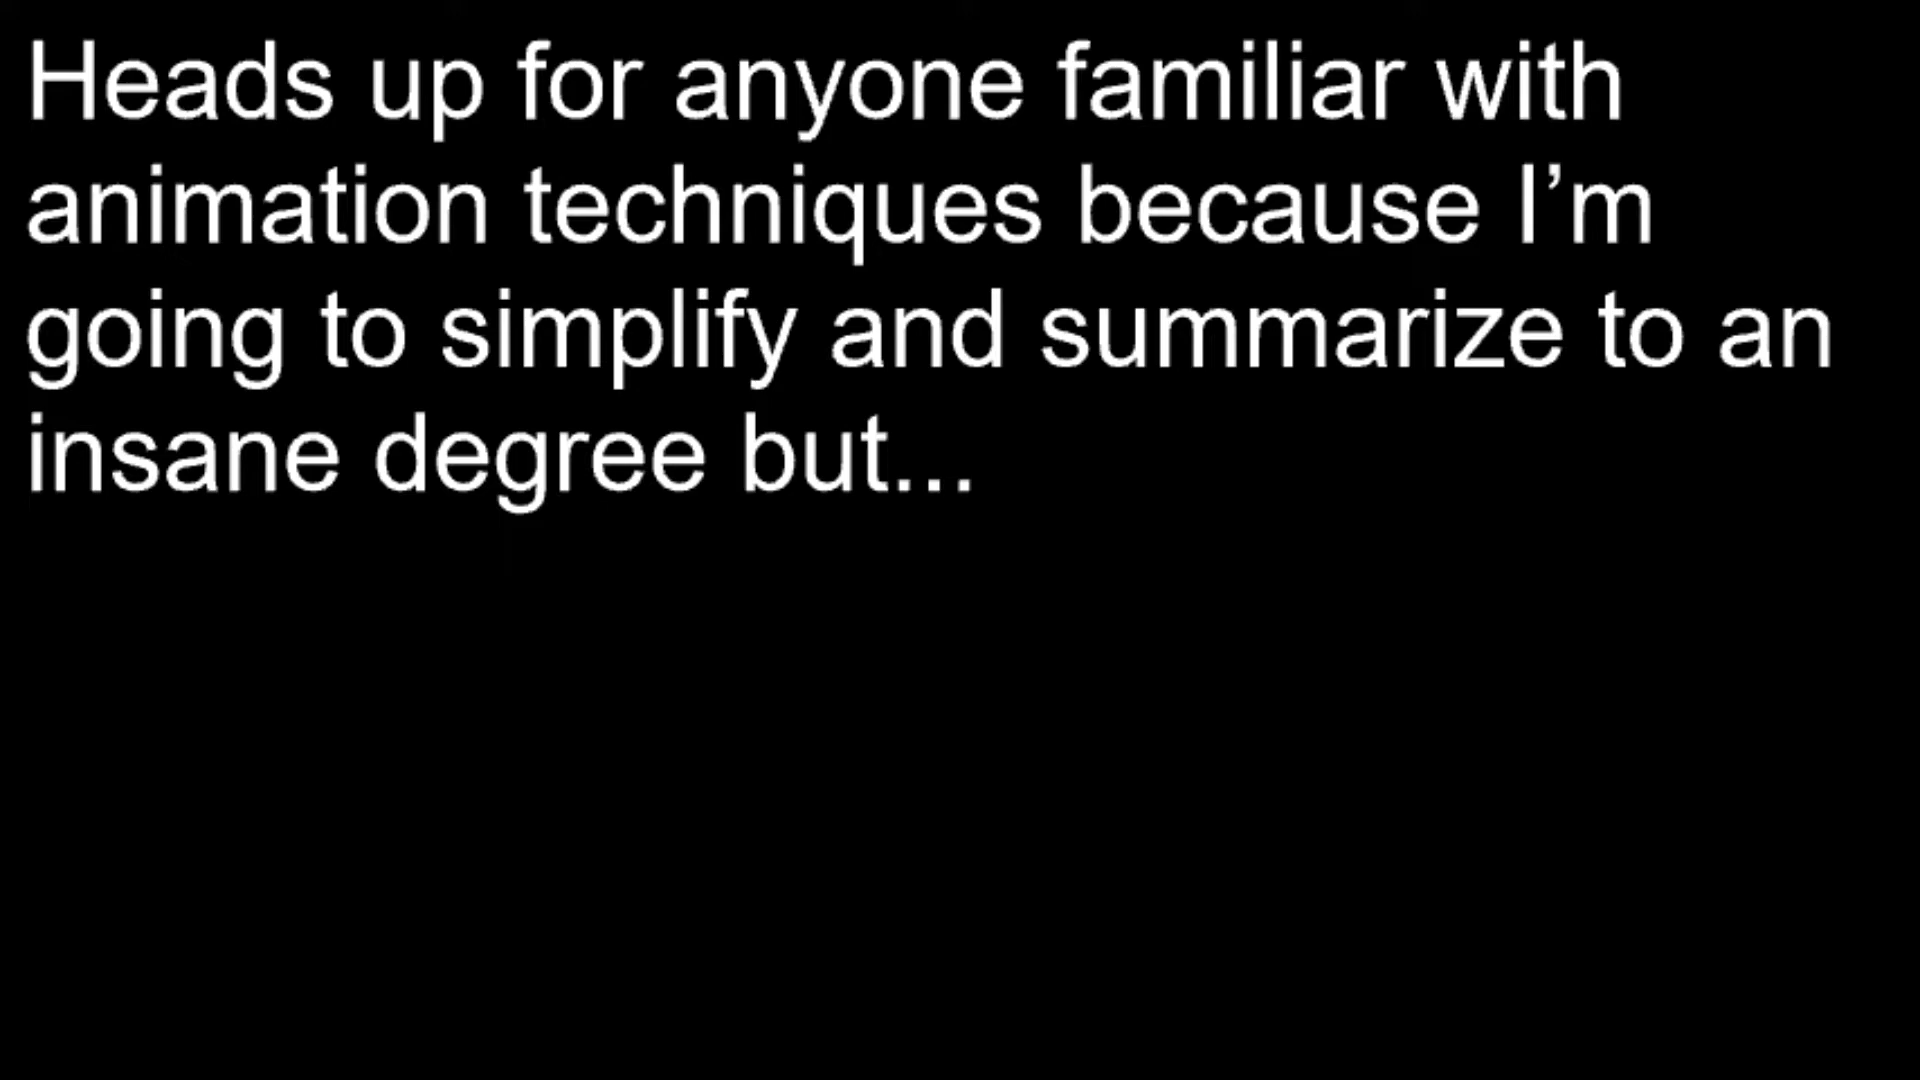 Heads up for anyone familiar with
animation techniques because I’m
going to simplify and summarize to an
insane degree but...